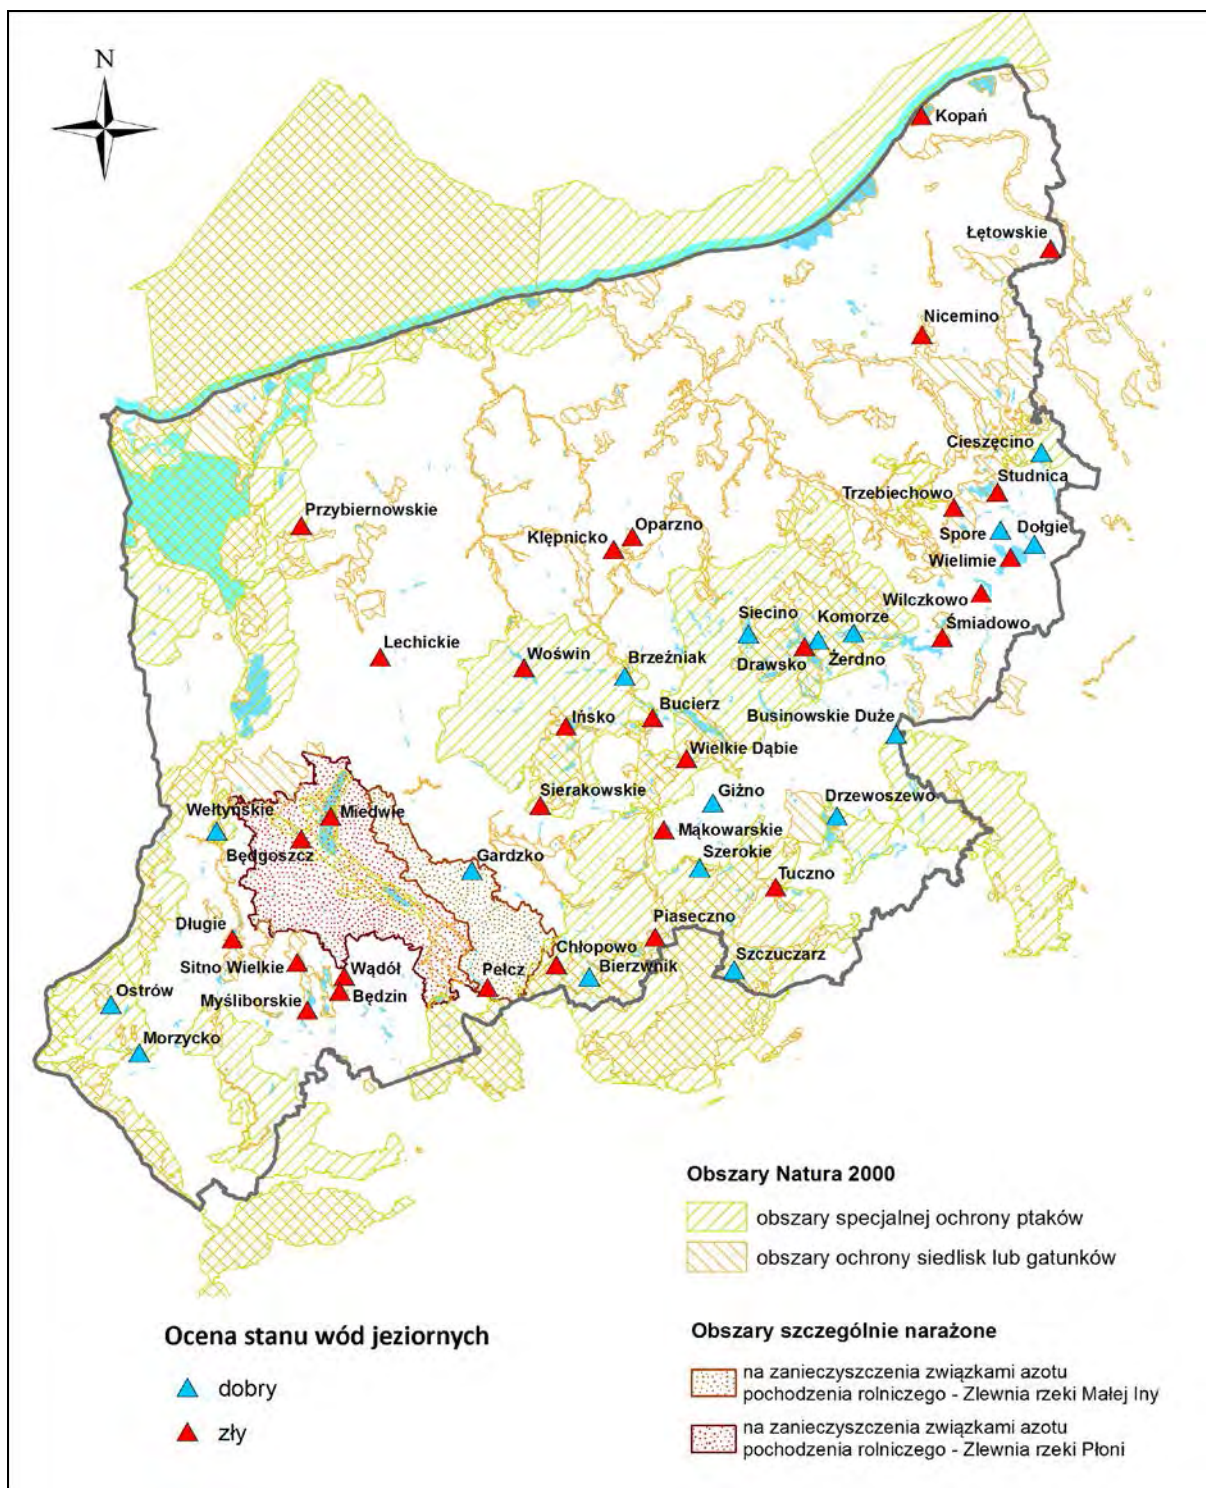 N
Kopań
Łętowskie
Nicemino
Cieszęcino
Studnica
Trzebiechowo
Przybiernowskie
Oparzno
Klępnicko
Spore
Dołgie
Wielimie
Wilczkowo
Siecino
Komorze
Śmiadowo
Lechickie
Woświn
Brzeźniak
Drawsko
Żerdno
Bucierz
Businowskie Duże
Ińsko
Wielkie Dąbie
Sierakowskie
Giżno
Drzewoszewo
Wełtyńskie
Miedwie
Mąkowarskie
Będgoszcz
Gardzko
Szerokie
Tuczno
Długie
Piaseczno
Chłopowo
Szczuczarz
Sitno Wielkie
Wądół
Pełcz
Bierzwnik
Ostrów
Myśliborskie
Będzin
Morzycko
Obszary Natura 2000
obszary specjalnej ochrony ptaków
obszary ochrony siedlisk lub gatunków
Ocena stanu wód jeziornych
dobry
zły
Obszary szczególnie narażone
na zanieczyszczenia związkami azotu
pochodzenia rolniczego - Zlewnia rzeki Małej Iny
na zanieczyszczenia związkami azotu
pochodzenia rolniczego - Zlewnia rzeki Płoni